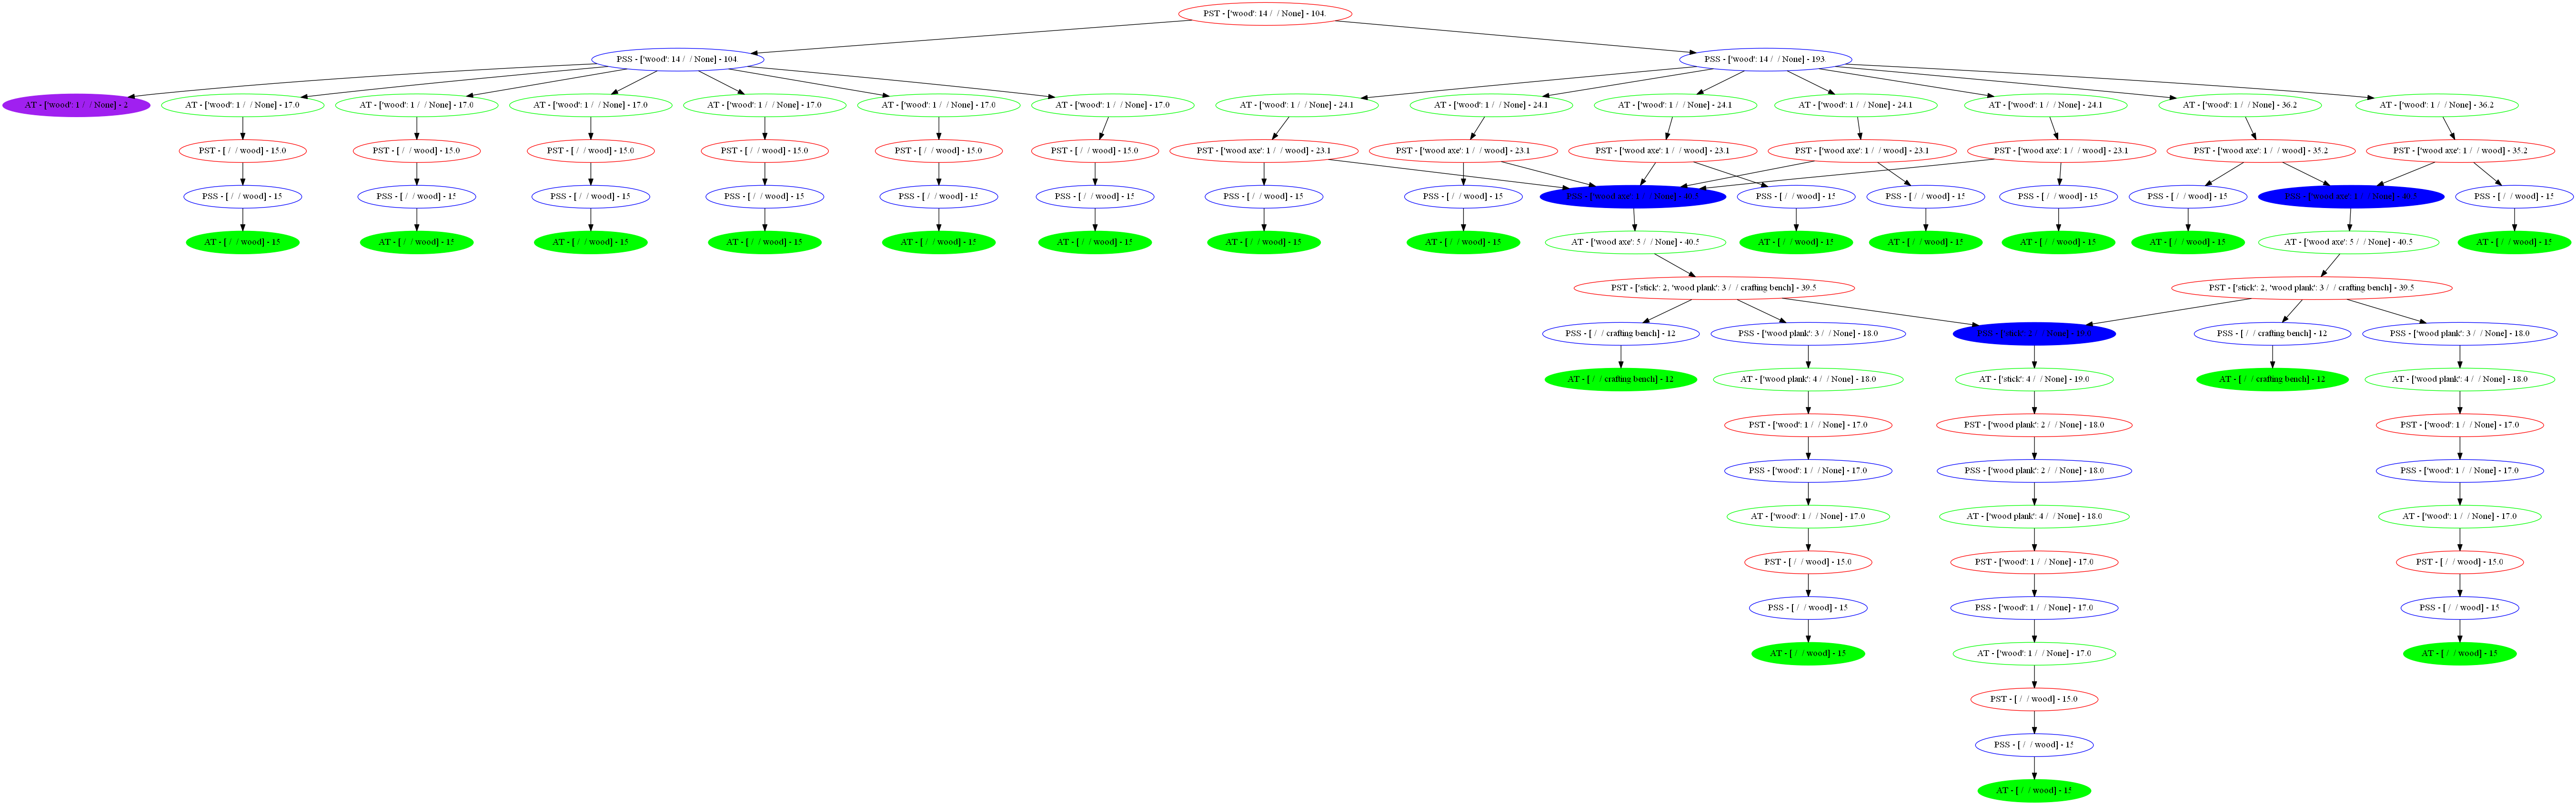 PST - ['wood': 14 / / None] - 104.
PSS - ['wood': 14 / / None] - 104
PSS - ['wood': 14 / / None] - 193
AT - ['wood': 1 / / None] - 2
AT - ['wood': 1 / / None] - 17.0
AT - ['wood': 1 / / None] - 17.0
AT - ['wood': 1 / / None] - 17.0
AT - ['wood': 1 / / None] - 17.0
AT - ['wood': 1 / / None] - 17.0
AT - ['wood': 1 / / None] - 17.0
AT - ['wood': 1 / / None] - 24.1
AT - ['wood': 1 / / None] - 24.1
AT - ['wood': 1 / / None] - 24.1
AT - ['wood': 1 / / None] - 24.1
AT - ['wood': 1 / / None] - 24.1
AT - ['wood': 1 / / None] - 36.2
AT - ['wood': 1 / / None] - 36.2
PST - [ / / wood] - 15.0
PST - [ / / wood] - 15.0
PST - [ / / wood] - 15.0
PST - [ / / wood] - 15.0
PST - [ / / wood] - 15.0
PST - [ / / wood] - 15.0
PST - ['wood axe': 1 / / wood] - 23.1
PST - ['wood axe': 1 / / wood] - 23.1
PST - ['wood axe': 1 / / wood] - 23.1
PST - ['wood axe': 1 / / wood] - 23.1
PST - ['wood axe': 1 / / wood] - 23.1
PST - ['wood axe': 1 / / wood] - 35.2
PST - ['wood axe': 1 / / wood] - 35.2
PSS - [ / / wood] - 15
PSS - [ / / wood] - 15
PSS - [ / / wood] - 15
PSS - [ / / wood] - 15
PSS - [ / / wood] - 15
PSS - [ / / wood] - 15
PSS - [ / / wood] - 15
PSS - [ / / wood] - 15
PSS - [ / / wood] - 15
PSS - [ / / wood] - 15
PSS - [ / / wood] - 15
PSS - [ / / wood] - 15
PSS - [ / / wood] - 15
AT - [ / / wood] - 15
AT - [ / / wood] - 15
AT - [ / / wood] - 15
AT - [ / / wood] - 15
AT - [ / / wood] - 15
AT - [ / / wood] - 15
AT - [ / / wood] - 15
AT - [ / / wood] - 15
AT - ['wood axe': 5 / / None] - 40.5
AT - [ / / wood] - 15
AT - [ / / wood] - 15
AT - [ / / wood] - 15
AT - [ / / wood] - 15
AT - ['wood axe': 5 / / None] - 40.5
AT - [ / / wood] - 15
PST - ['stick': 2, 'wood plank': 3 / / crafting bench] - 39.5
PST - ['stick': 2, 'wood plank': 3 / / crafting bench] - 39.5
PSS - [ / / crafting bench] - 12
PSS - ['wood plank': 3 / / None] - 18.0
PSS - [ / / crafting bench] - 12
PSS - ['wood plank': 3 / / None] - 18.0
AT - [ / / crafting bench] - 12
AT - ['wood plank': 4 / / None] - 18.0
AT - ['stick': 4 / / None] - 19.0
AT - [ / / crafting bench] - 12
AT - ['wood plank': 4 / / None] - 18.0
PST - ['wood': 1 / / None] - 17.0
PST - ['wood plank': 2 / / None] - 18.0
PST - ['wood': 1 / / None] - 17.0
PSS - ['wood': 1 / / None] - 17.0
PSS - ['wood plank': 2 / / None] - 18.0
PSS - ['wood': 1 / / None] - 17.0
AT - ['wood': 1 / / None] - 17.0
AT - ['wood plank': 4 / / None] - 18.0
AT - ['wood': 1 / / None] - 17.0
PST - [ / / wood] - 15.0
PST - ['wood': 1 / / None] - 17.0
PST - [ / / wood] - 15.0
PSS - [ / / wood] - 15
PSS - ['wood': 1 / / None] - 17.0
PSS - [ / / wood] - 15
AT - [ / / wood] - 15
AT - ['wood': 1 / / None] - 17.0
AT - [ / / wood] - 15
PST - [ / / wood] - 15.0
PSS - [ / / wood] - 15
AT - [ / / wood] - 15